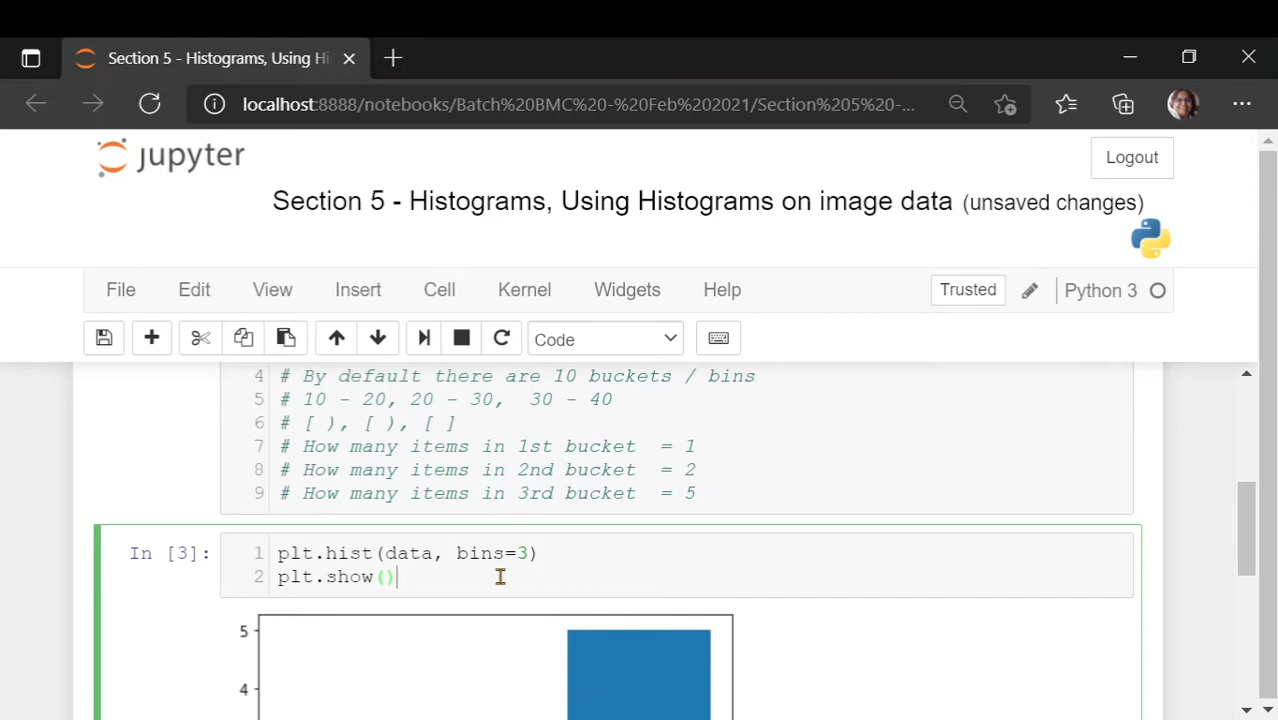 Section 5 - Histograms, Using Hi
localhost:8888/notebooks/Batch%20BMC%20-%20Feb%202021/Section%205%20-...
jupyter
Logout
Section 5 - Histograms, Using Histograms on image data (unsaved changes)
File Edit View Insert Cell Kernel Widgets Help Trusted Python 3
Code
4 # By default there are 10 buckets / bins
5 # 10 - 20, 20 - 30, 30 - 40
6 # [ ), [ ), [ ]
7 # How many items in 1st bucket = 1
8 # How many items in 2nd bucket = 2
9 # How many items in 3rd bucket = 5
In [3]: 1 plt.hist(data, bins=3)
2 plt.show()
5
4